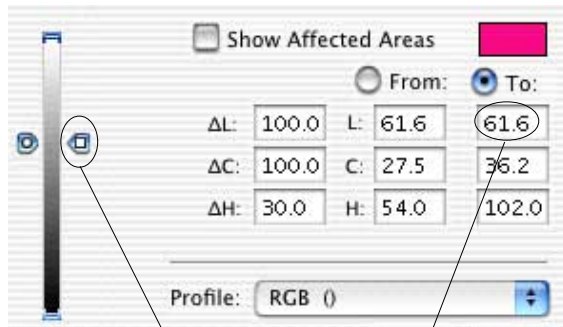 Show Affected Areas
From: To:
ΔL: 100.0 L: 61.6 61.6
ΔC: 100.0 C: 27.5 36.2
ΔH: 30.0 H: 54.0 102.0
Profile: RGB ()